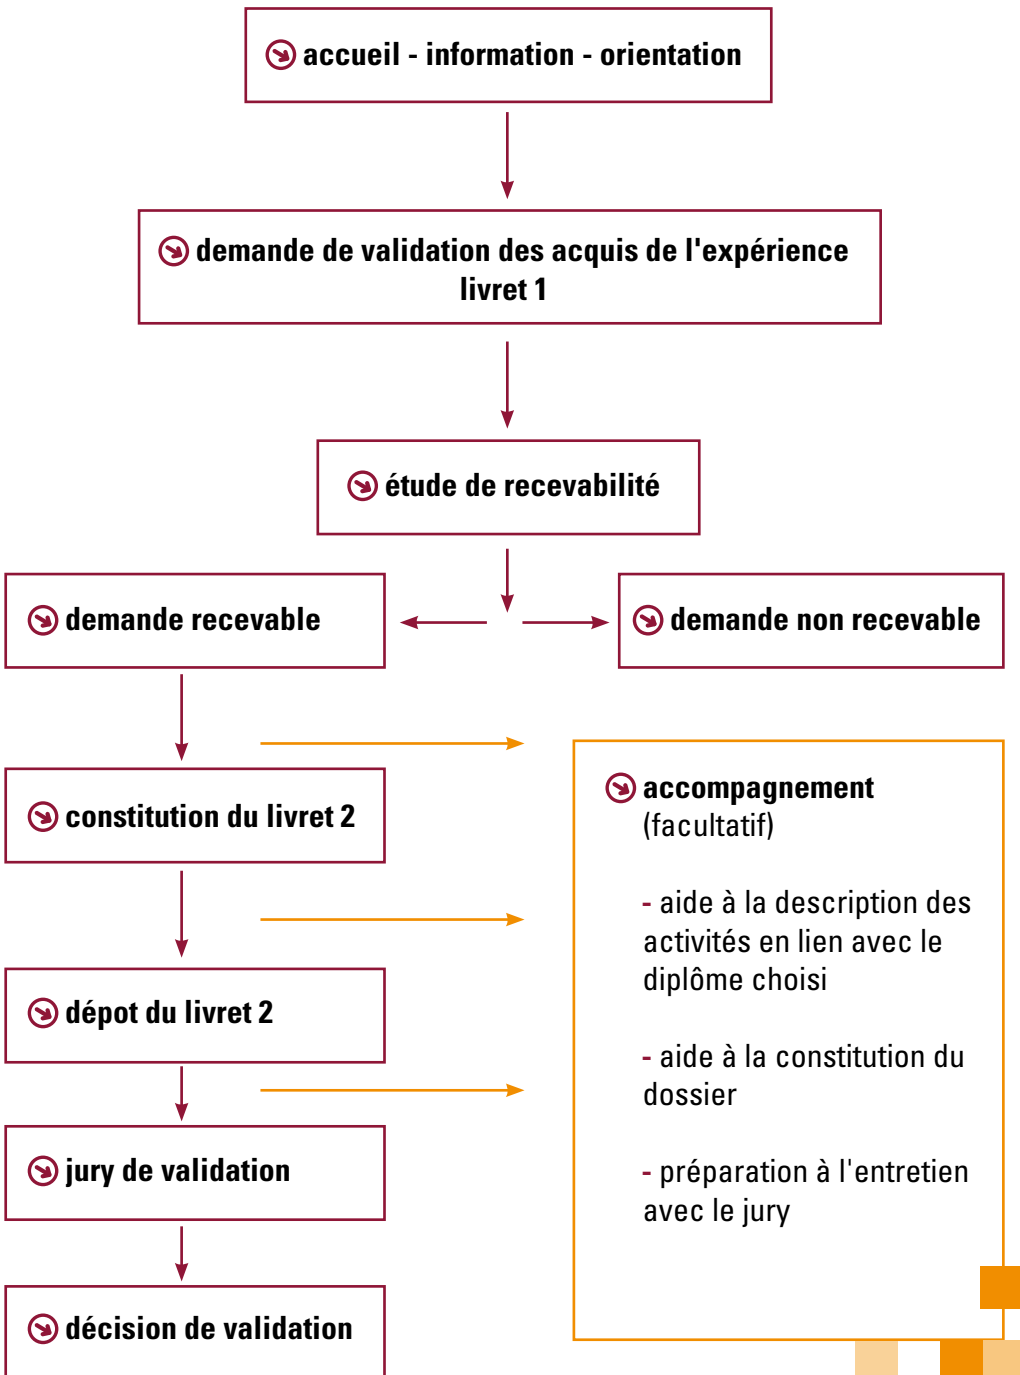 accueil - information - orientation
demande de validation des acquis de l'expérience
livret 1
étude de recevabilité
demande recevable
demande non recevable
constitution du livret 2
dépot du livret 2
jury de validation
décision de validation
accompagnement
(facultatif)
- aide à la description des
activités en lien avec le
diplôme choisi
- aide à la constitution du
dossier
- préparation à l'entretien
avec le jury